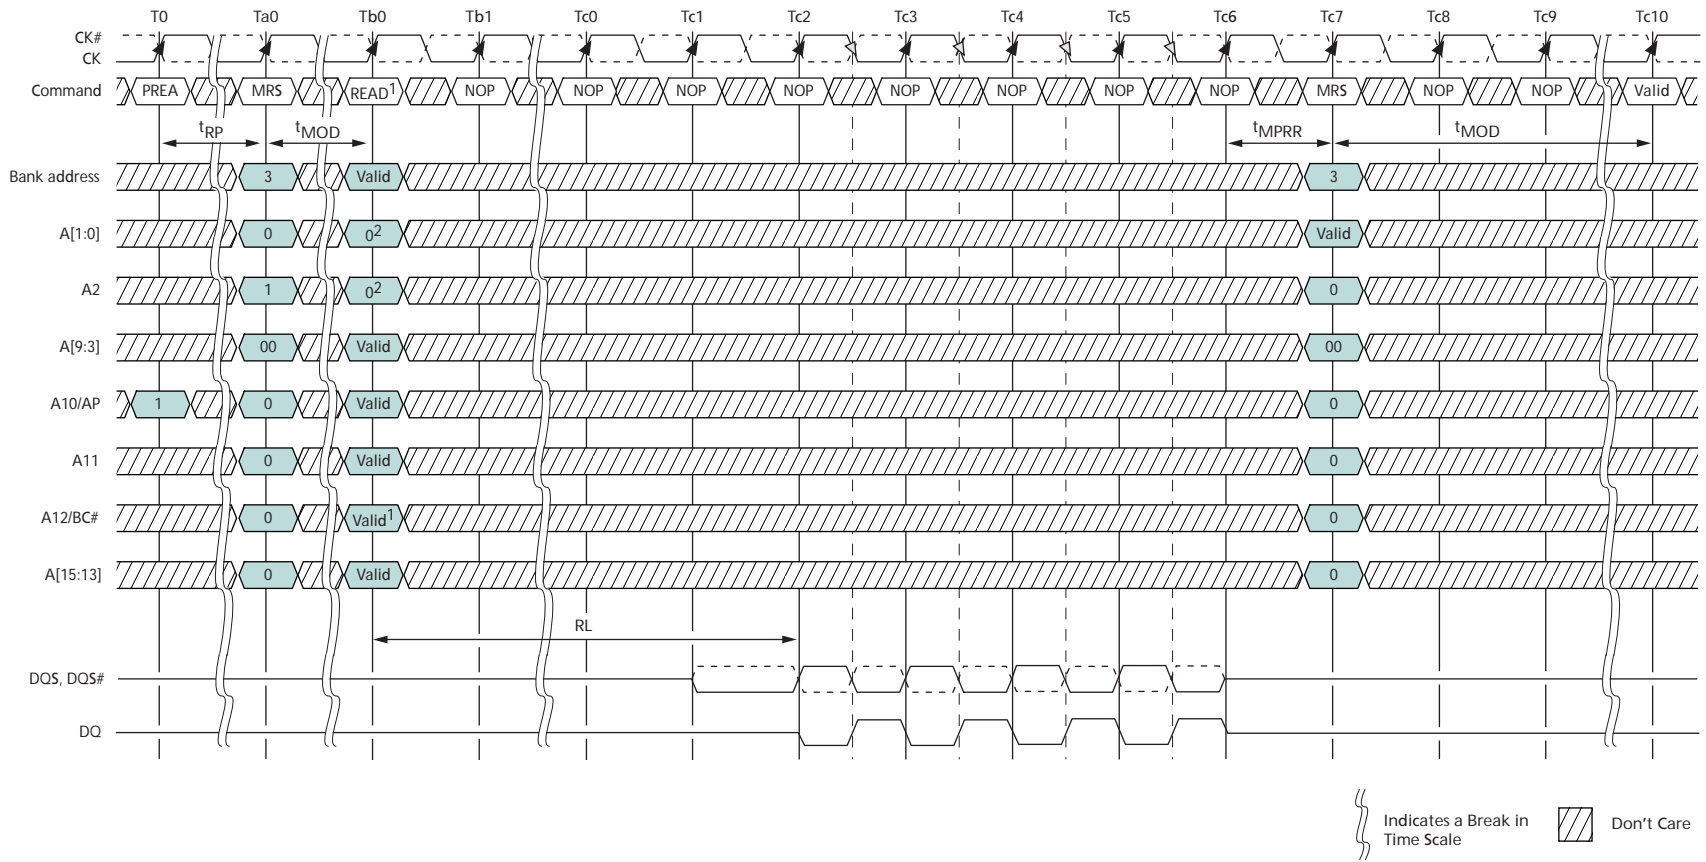 T0 Ta0 Tb0 Tb1 Tc0 Tc1 Tc2 Tc3 Tc4 Tc5 Tc6 Tc7 Tc8 Tc9 Tc10
CK#
CK
Command PREA MRS READ1 NOP NOP NOP NOP NOP NOP NOP NOP MRS NOP NOP Valid
tRP tMOD tMPRR tMOD
Bank address 3 Valid 3
A[1:0] 0 02 Valid
A2 1 02 0
A[9:3] 00 Valid 00
A10/AP 1 0 Valid 0
A11 0 Valid 0
A12/BC# 0 Valid1 0
A[15:13] 0 Valid 0
RL
DQS, DQS#
DQ
Indicates a Break in
Time Scale
Don't Care